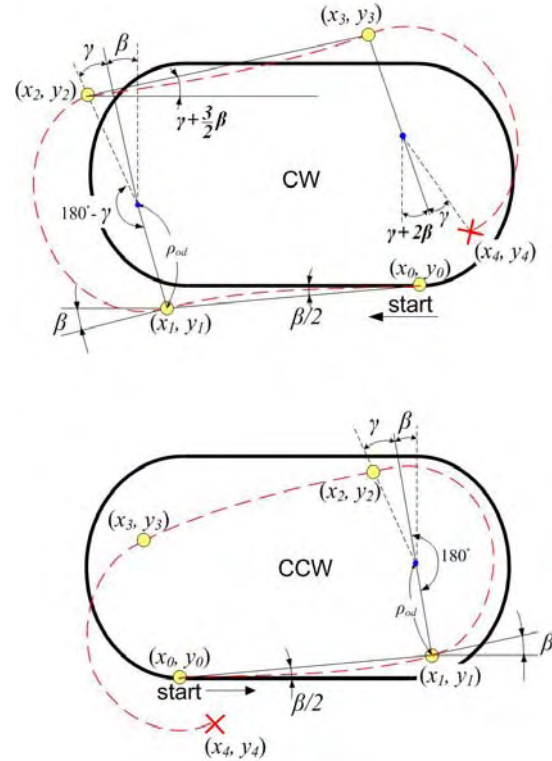 (x3, y3)
γ β
(x2, y2)
γ+3/2β
CW
180°-γ
γ
γ+2β
ρod
(x4, y4)
(x0, y0)
β
(x1, y1)
β/2
start
γ β
(x2, y2)
(x3, y3)
180°
CCW
ρod
(x0, y0)
β
start
β/2
(x1, y1)
(x4, y4)